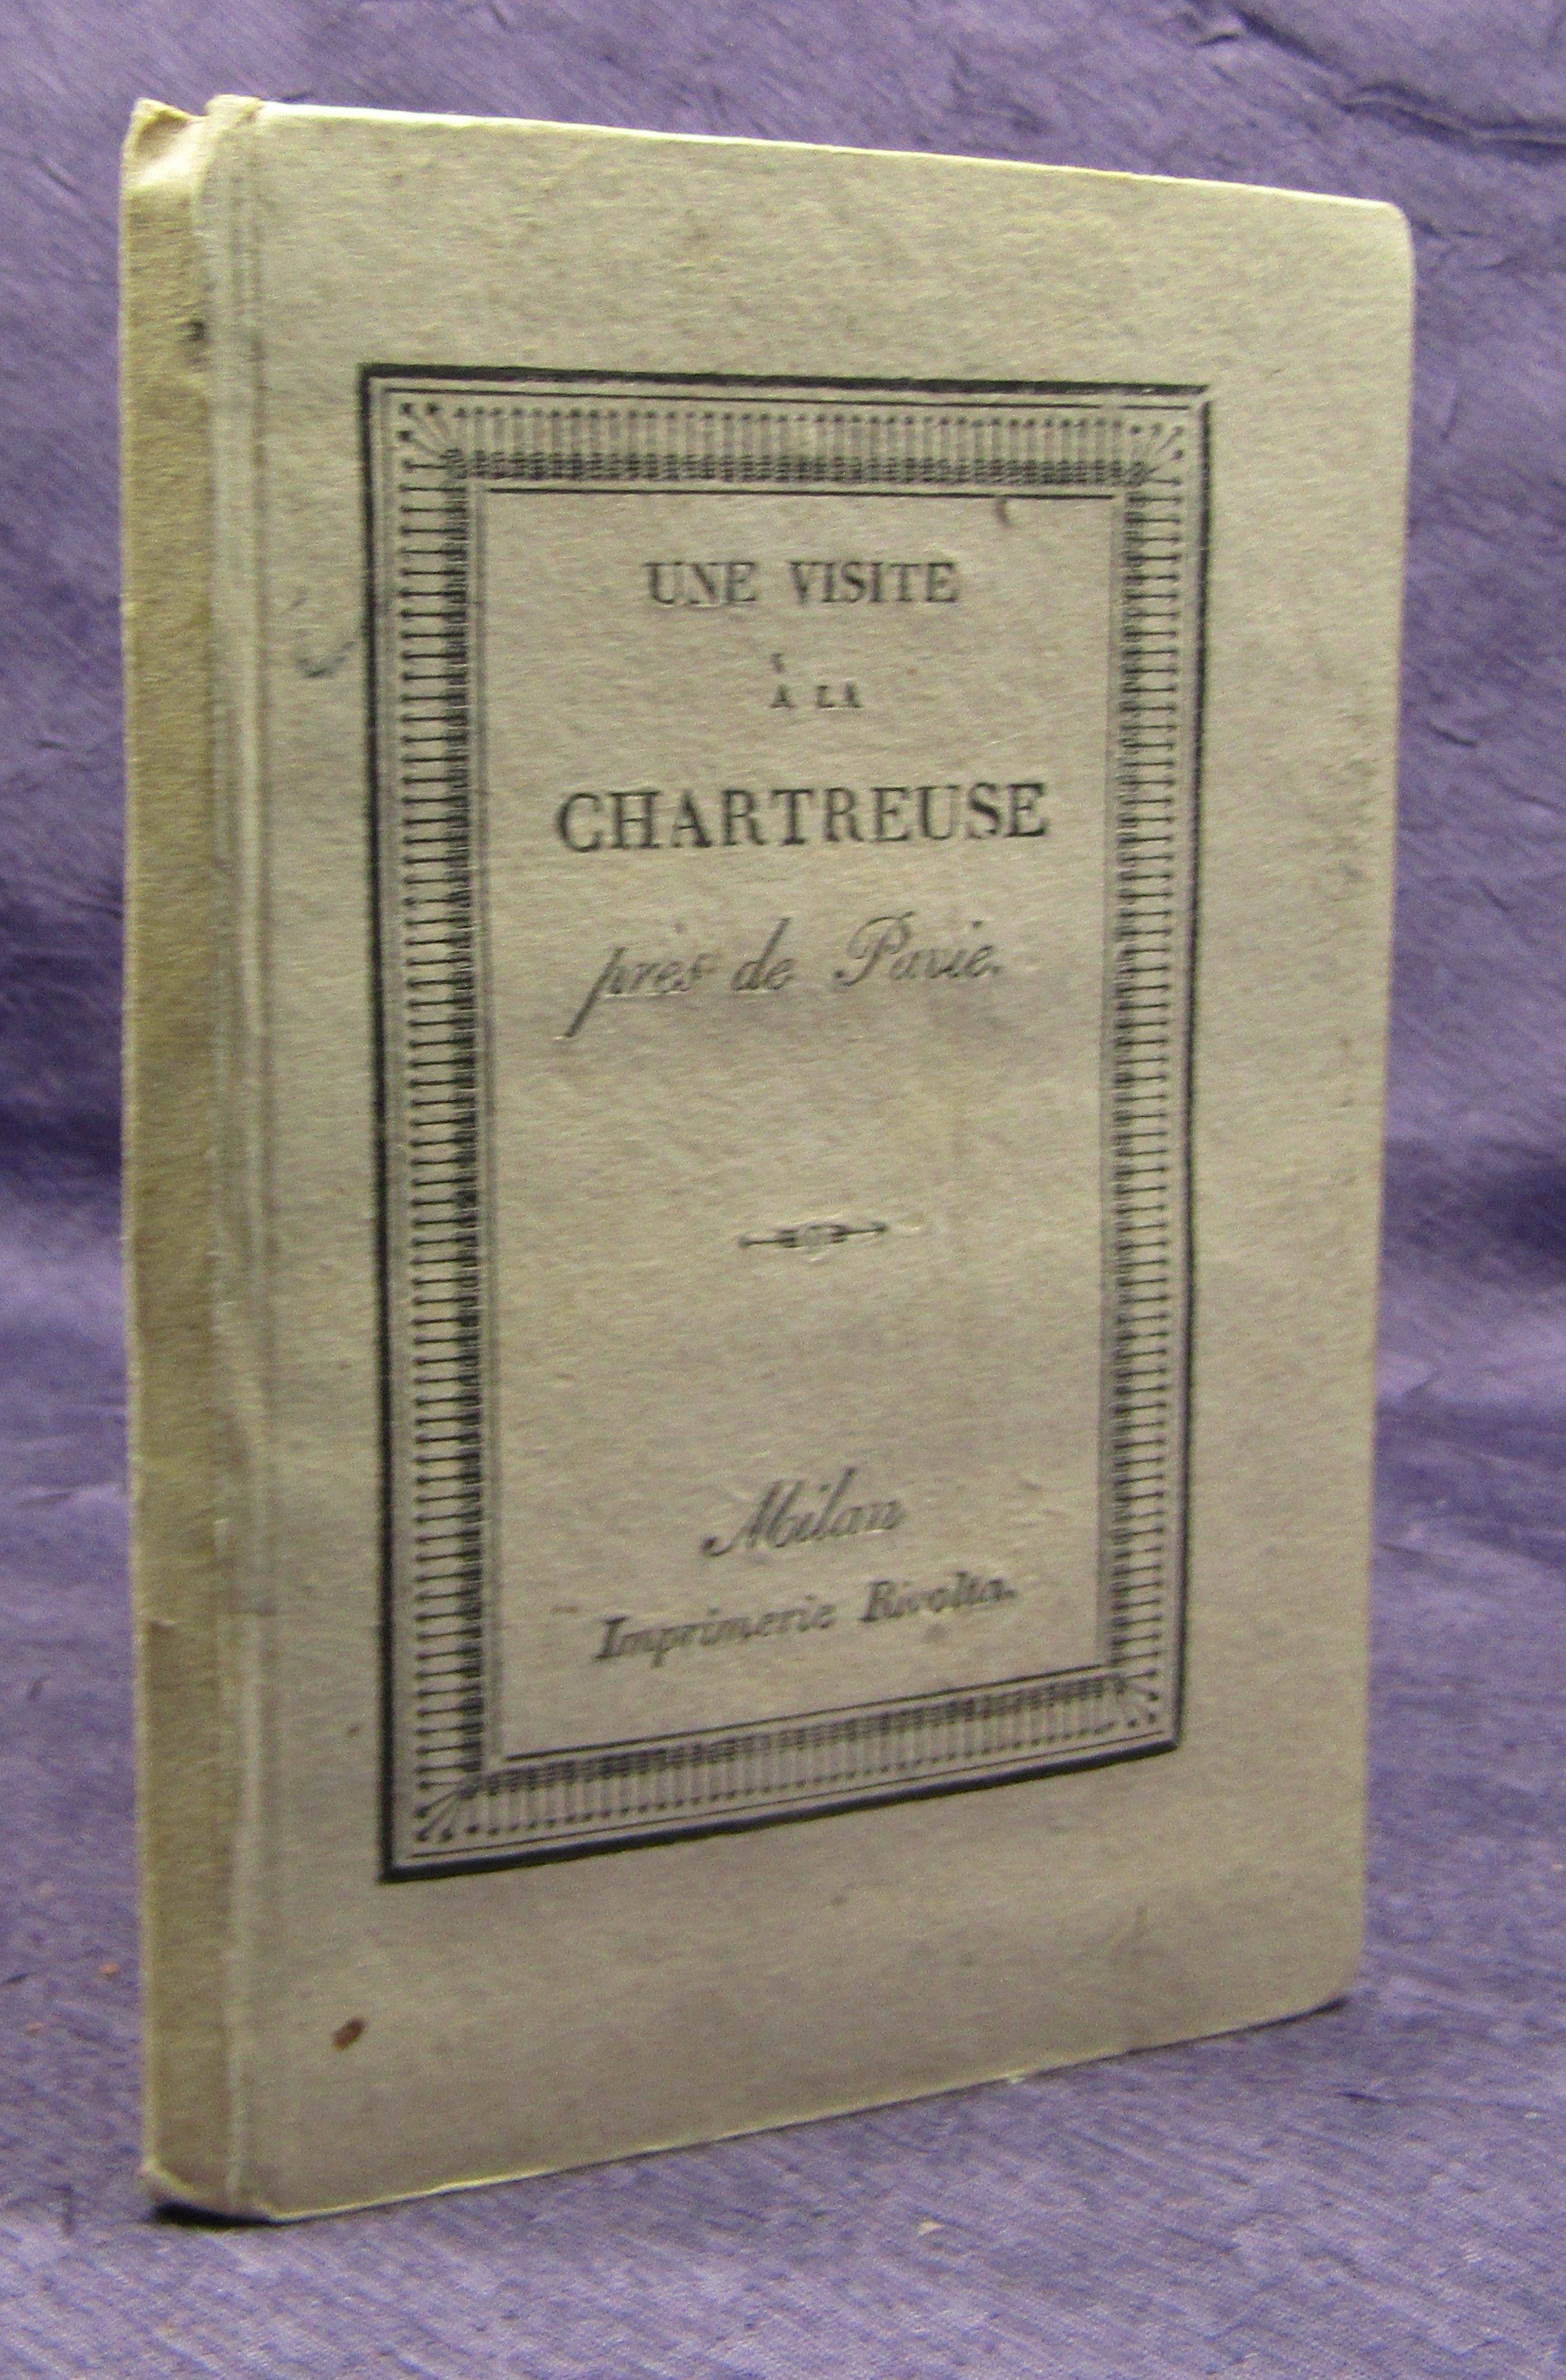 UNE VISITE
À LA
CHARTREUSE
près de Pavie.
Milan
Imprimerie Rivolta.